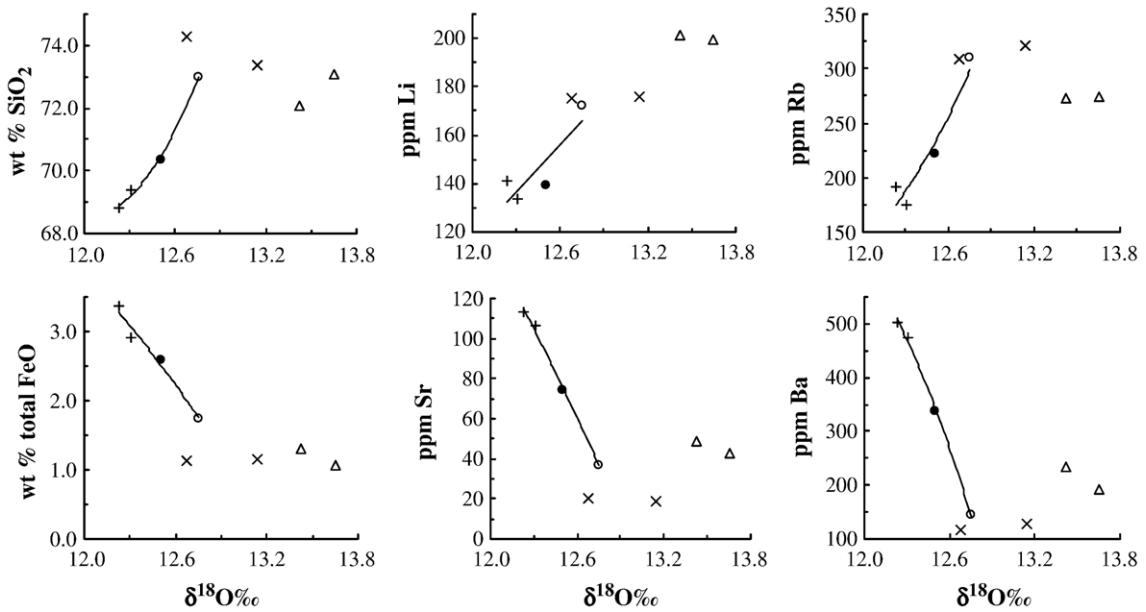 wt % SiO₂
74.0
72.0
70.0
68.0
12.0 12.6 13.2 13.8
ppm Li
200
180
160
140
120
12.0 12.6 13.2 13.8
ppm Rb
350
300
250
200
150
12.0 12.6 13.2 13.8
wt % total FeO
3.0
2.0
1.0
0.0
12.0 12.6 13.2 13.8
δ¹⁸O‰
ppm Sr
120
100
80
60
40
20
0
12.0 12.6 13.2 13.8
δ¹⁸O‰
ppm Ba
500
400
300
200
100
12.0 12.6 13.2 13.8
δ¹⁸O‰